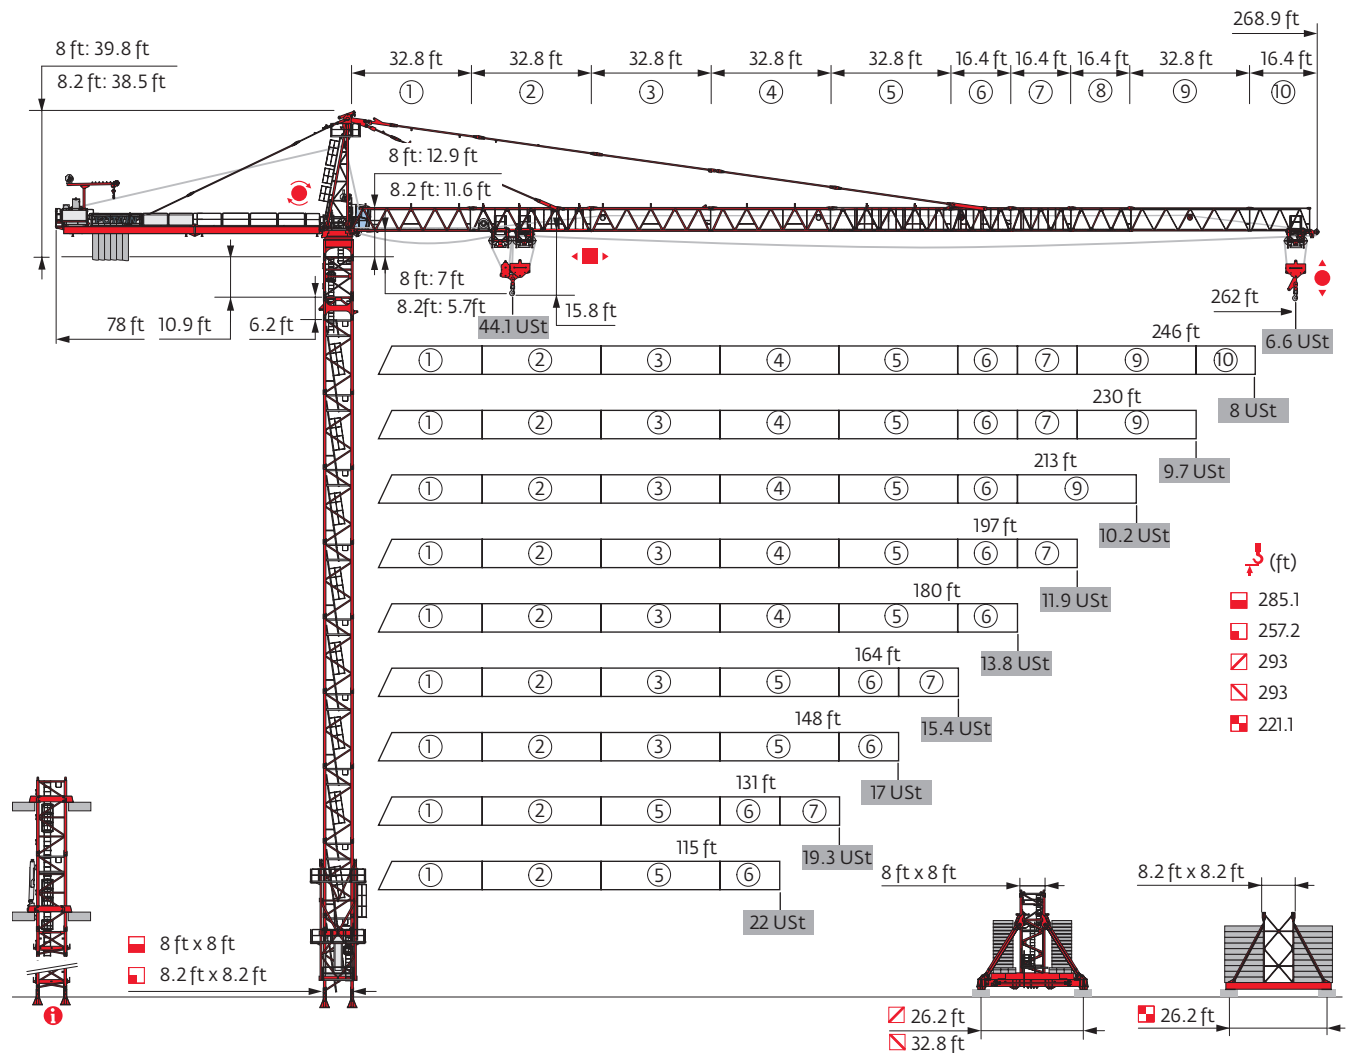 268.9 ft
8 ft: 39.8 ft
8.2 ft: 38.5 ft
32.8 ft 32.8 ft 32.8 ft 32.8 ft 32.8 ft 16.4 ft 16.4 ft 16.4 ft 32.8 ft 16.4 ft
1 2 3 4 5 6 7 8 9 10
8 ft: 12.9 ft
8.2 ft: 11.6 ft
8 ft: 7 ft
8.2ft: 5.7ft
15.8 ft
262 ft
78 ft 10.9 ft 6.2 ft
44.1 USt
6.6 USt
246 ft
1 2 3 4 5 6 7 9 10
8 USt
230 ft
1 2 3 4 5 6 7 9
9.7 USt
213 ft
1 2 3 4 5 6 9
10.2 USt
197 ft
1 2 3 4 5 6 7
11.9 USt
180 ft
1 2 3 4 5 6
13.8 USt
164 ft
1 2 3 5 6 7
15.4 USt
148 ft
1 2 3 5 6
17 USt
131 ft
1 2 5 6 7
19.3 USt
115 ft
1 2 5 6
22 USt
(ft)
285.1
257.2
293
293
221.1
8 ft x 8 ft
8.2 ft x 8.2 ft
i
8 ft x 8 ft
26.2 ft
32.8 ft
8.2 ft x 8.2 ft
26.2 ft